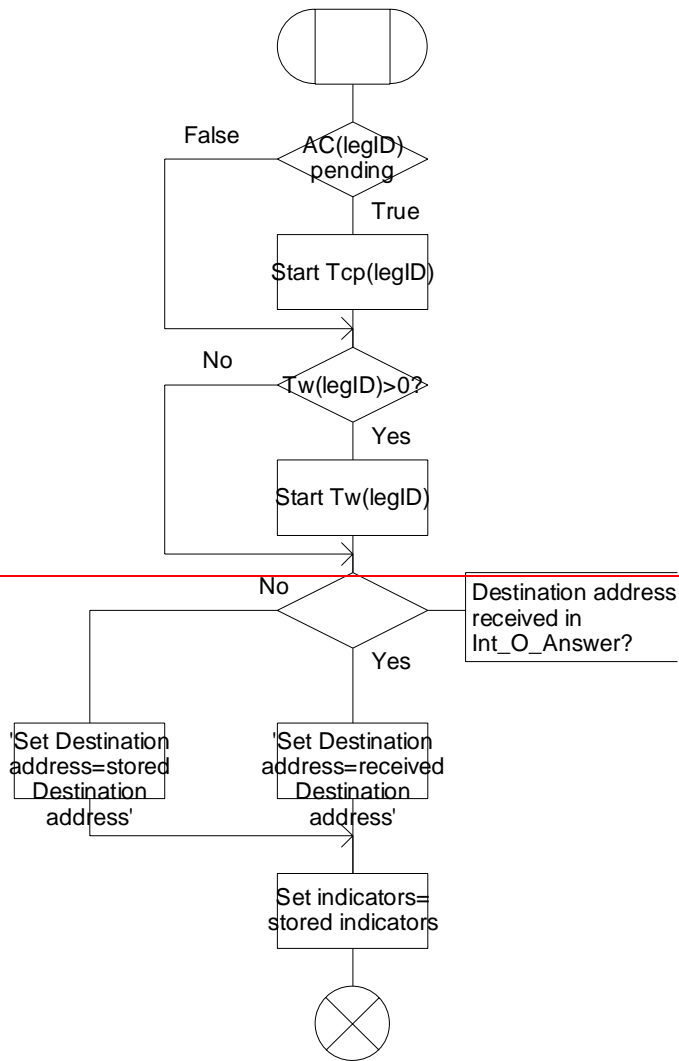 False
AC(legID)
pending
True
Start Tcp(legID)
No
Tw(legID)>0?
Yes
Start Tw(legID)
No
Destination address
received in
Int_O_Answer?
Yes
'Set Destination
address=stored
Destination
address'
'Set Destination
address=received
Destination
address'
Set indicators=
stored indicators